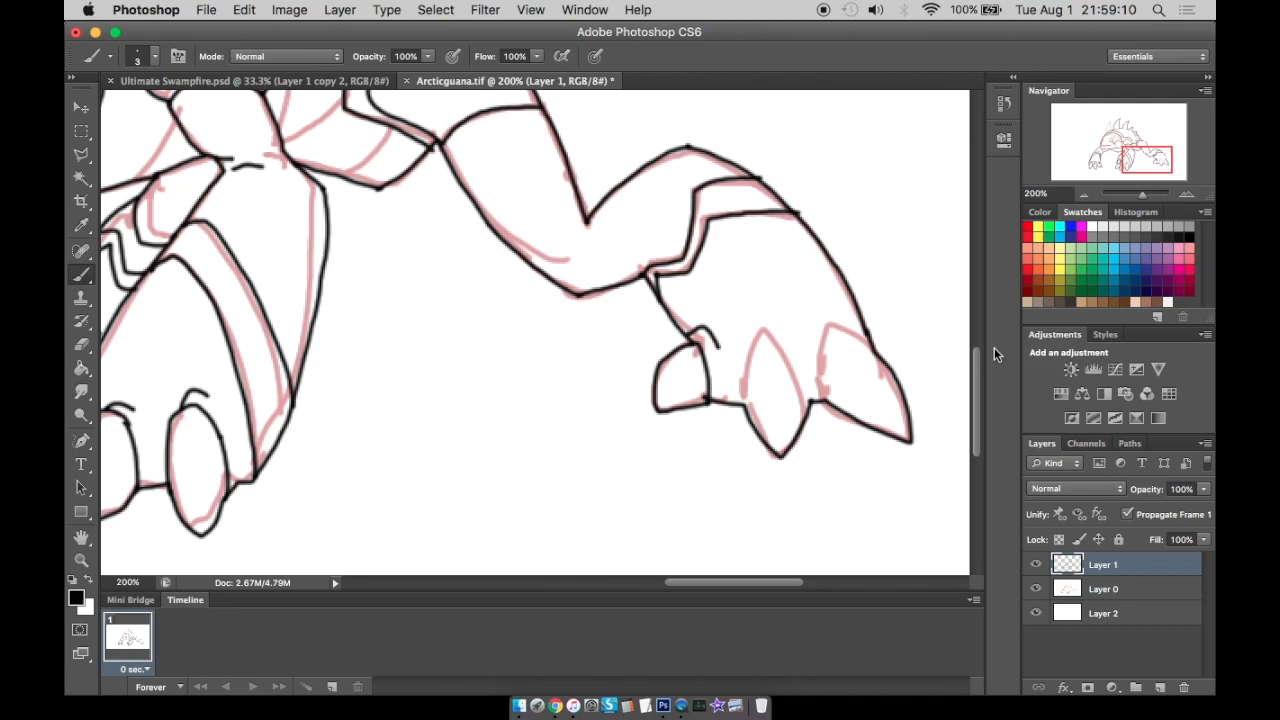 Photoshop File Edit Image Layer Type Select Filter View Window Help 100% Tue Aug 1 21:59:10
Adobe Photoshop CS6
3 Mode: Normal Opacity: 100% Flow: 100% Essentials
Ultimate Swampfire.psd @ 33.3% (Layer 1 copy 2, RGB/8#) Arcticguana.tif @ 200% (Layer 1, RGB/8#) *
Navigator
200%
Color Swatches Histogram
Adjustments Styles
Add an adjustment
Layers Channels Paths
Kind
Normal Opacity: 100%
Unify: Propagate Frame 1
Lock: Fill: 100%
Layer 1
Layer 0
Layer 2
200% Doc: 2.67M/4.79M
Mini Bridge Timeline
1
0 sec.
Forever